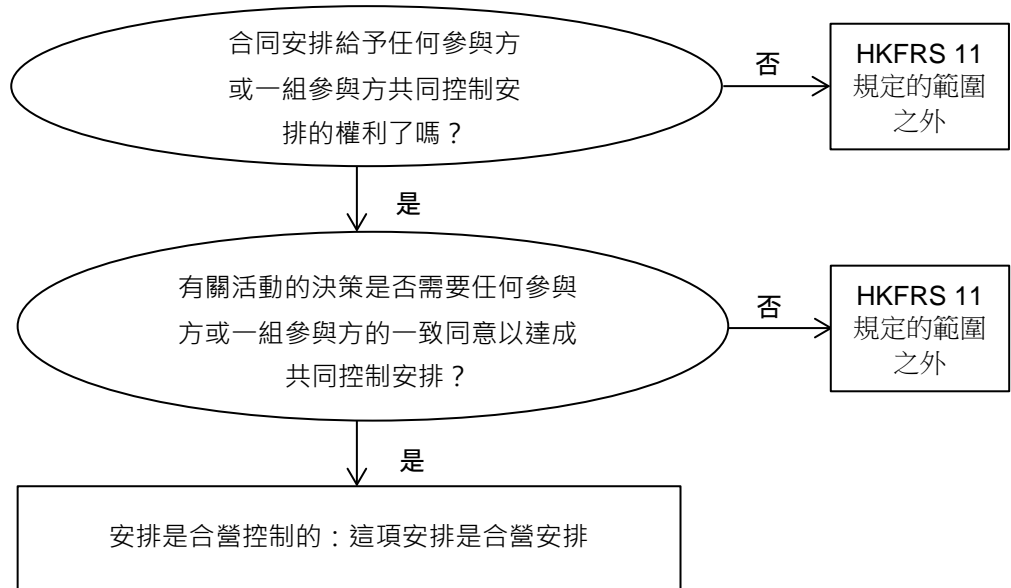 合同安排給予任何參與方
或一組參與方共同控制安
排的權利了嗎？
否
HKFRS 11
規定的範圍
之外
是
有關活動的決策是否需要任何參與
方或一組參與方的一致同意以達成
共同控制安排？
否
HKFRS 11
規定的範圍
之外
是
安排是合營控制的：這項安排是合營安排